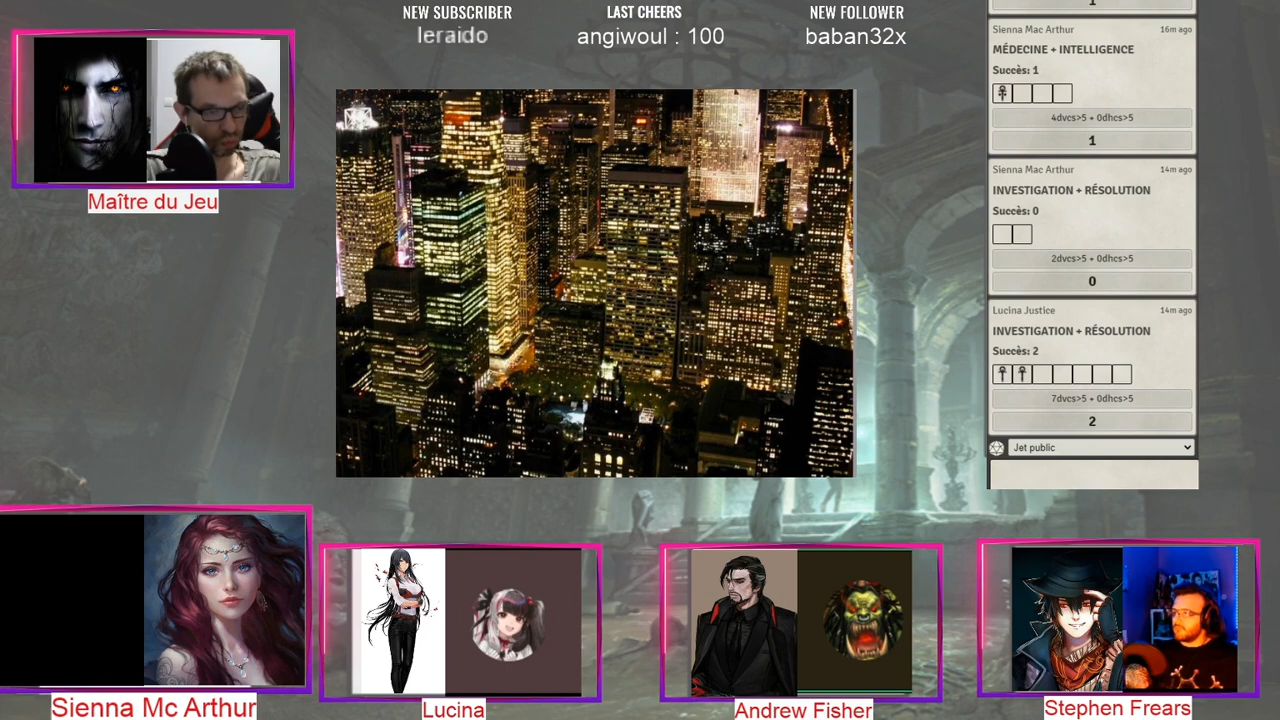 NEW SUBSCRIBER
leraido
LAST CHEERS
angiwoul : 100
NEW FOLLOWER
baban32x
Maître du Jeu
1
Sienna Mac Arthur
16m ago
MÉDECINE + INTELLIGENCE
Succès: 1
4dvcs>5 + 0dhcs>5
1
Sienna Mac Arthur
14m ago
INVESTIGATION + RÉSOLUTION
Succès: 0
2dvcs>5 + 0dhcs>5
0
Lucina Justice
14m ago
INVESTIGATION + RÉSOLUTION
Succès: 2
7dvcs>5 + 0dhcs>5
2
Jet public
Sienna Mc Arthur
Lucina
Andrew Fisher
Stephen Frears